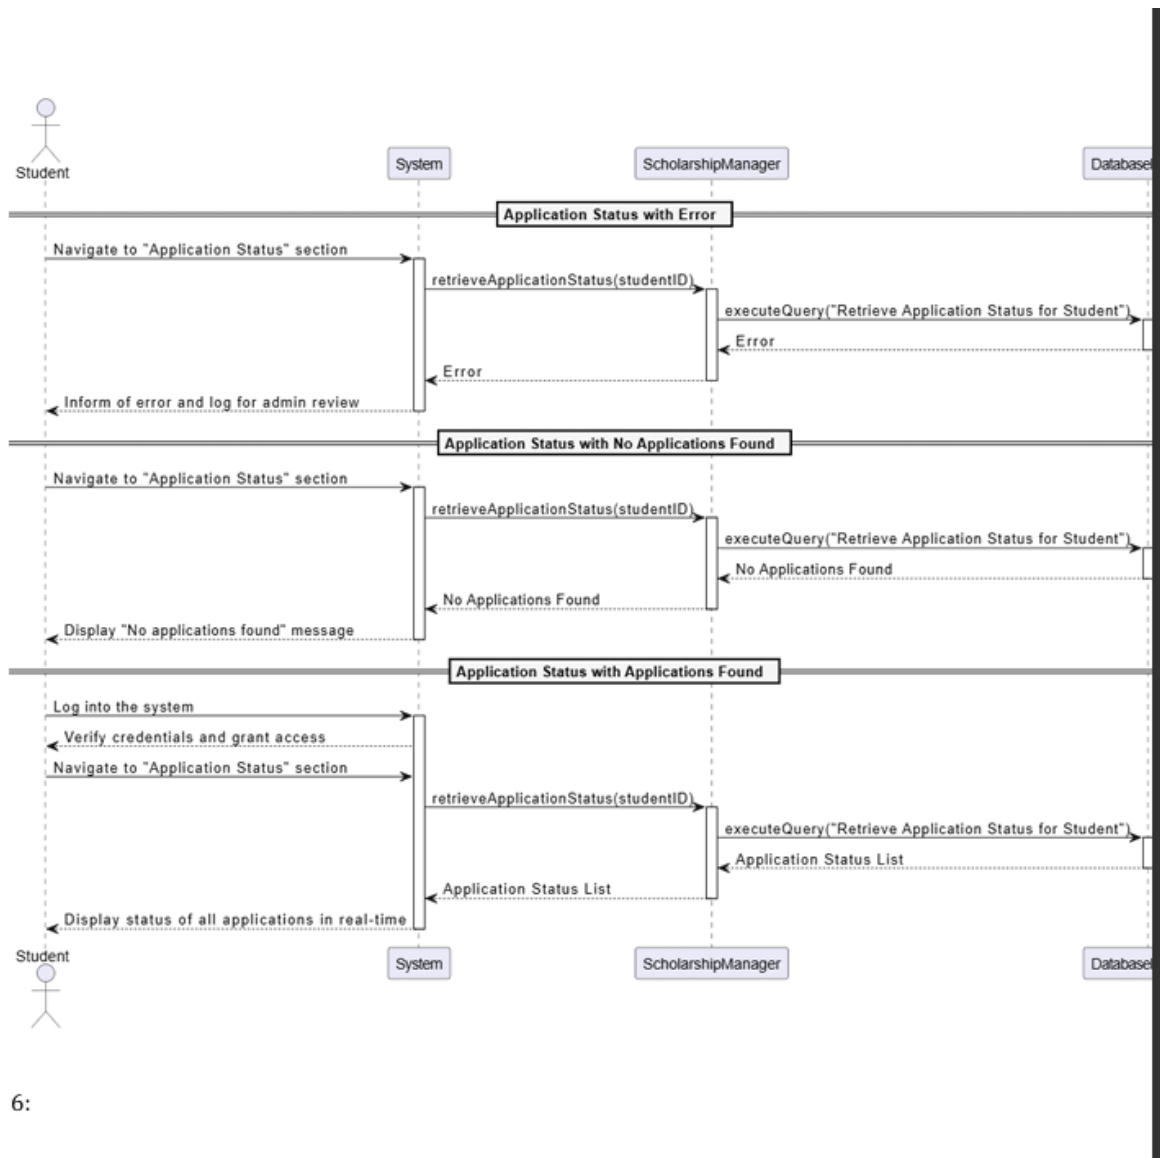 Student
System
ScholarshipManager
Application Status with Error
Navigate to "Application Status" section
retrieveApplicationStatus(studentID)
executeQuery("Retrieve Application Status for Student")
Error
Error
Inform of error and log for admin review
Application Status with No Applications Found
Navigate to "Application Status" section
retrieveApplicationStatus(studentID)
executeQuery("Retrieve Application Status for Student")
No Applications Found
No Applications Found
Display "No applications found" message
Application Status with Applications Found
Log into the system
Verify credentials and grant access
Navigate to "Application Status" section
retrieveApplicationStatus(studentID)
executeQuery("Retrieve Application Status for Student")
Application Status List
Application Status List
Display status of all applications in real-time
Student
System
ScholarshipManager
6: